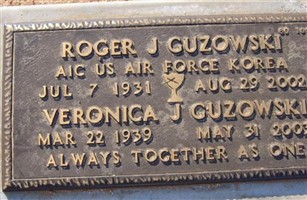 ROGER J GUZOWSKI
A1C US AIR FORCE KOREA
JUL 7 1931 AUG 29
VERONICA J GUZOWSKI
MAR 22 1939 MAY 31
ALWAYS TOGETHER AS ONE